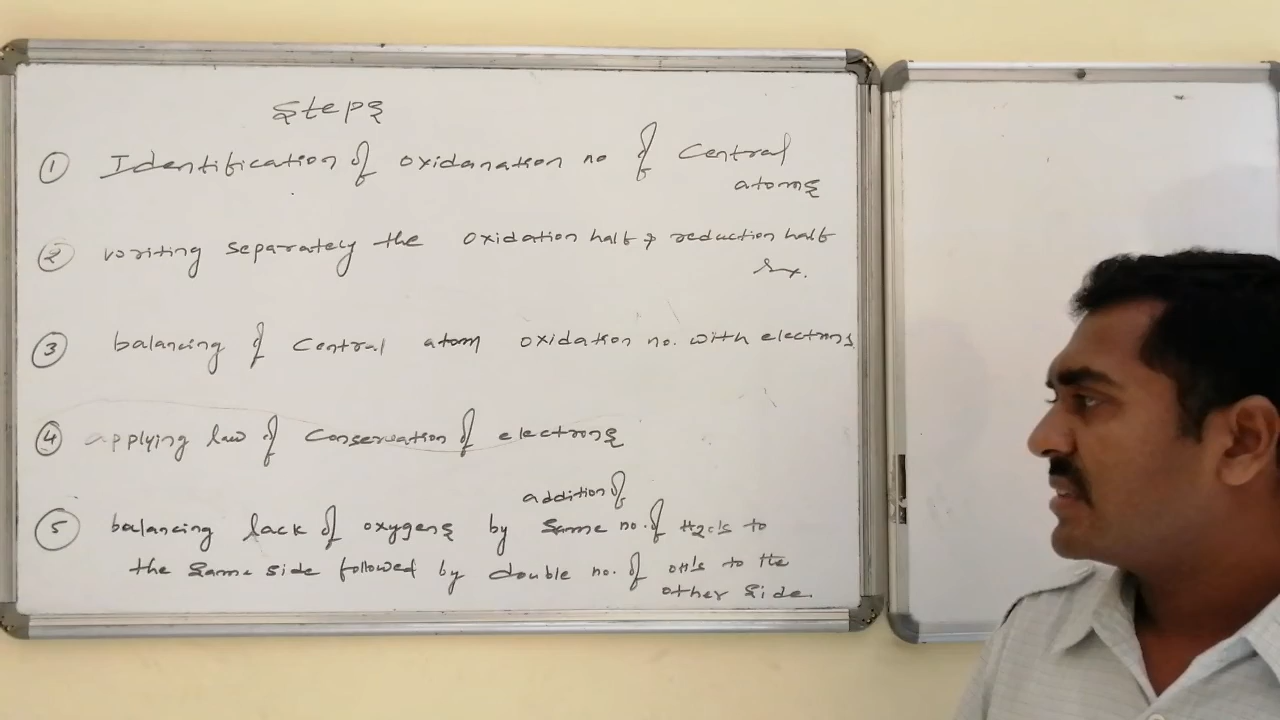 Steps
① Identification of oxidanation no of Central
atoms
② writing separately the oxidation half & reduction half
rx.
③ balancing of Central atom oxidation no. with electrons
④ applying law of Conservation of electrons
addition of
⑤ balancing lack of oxygens by same no. of H2O's to
the same side followed by double no. of OH's to the
other side.